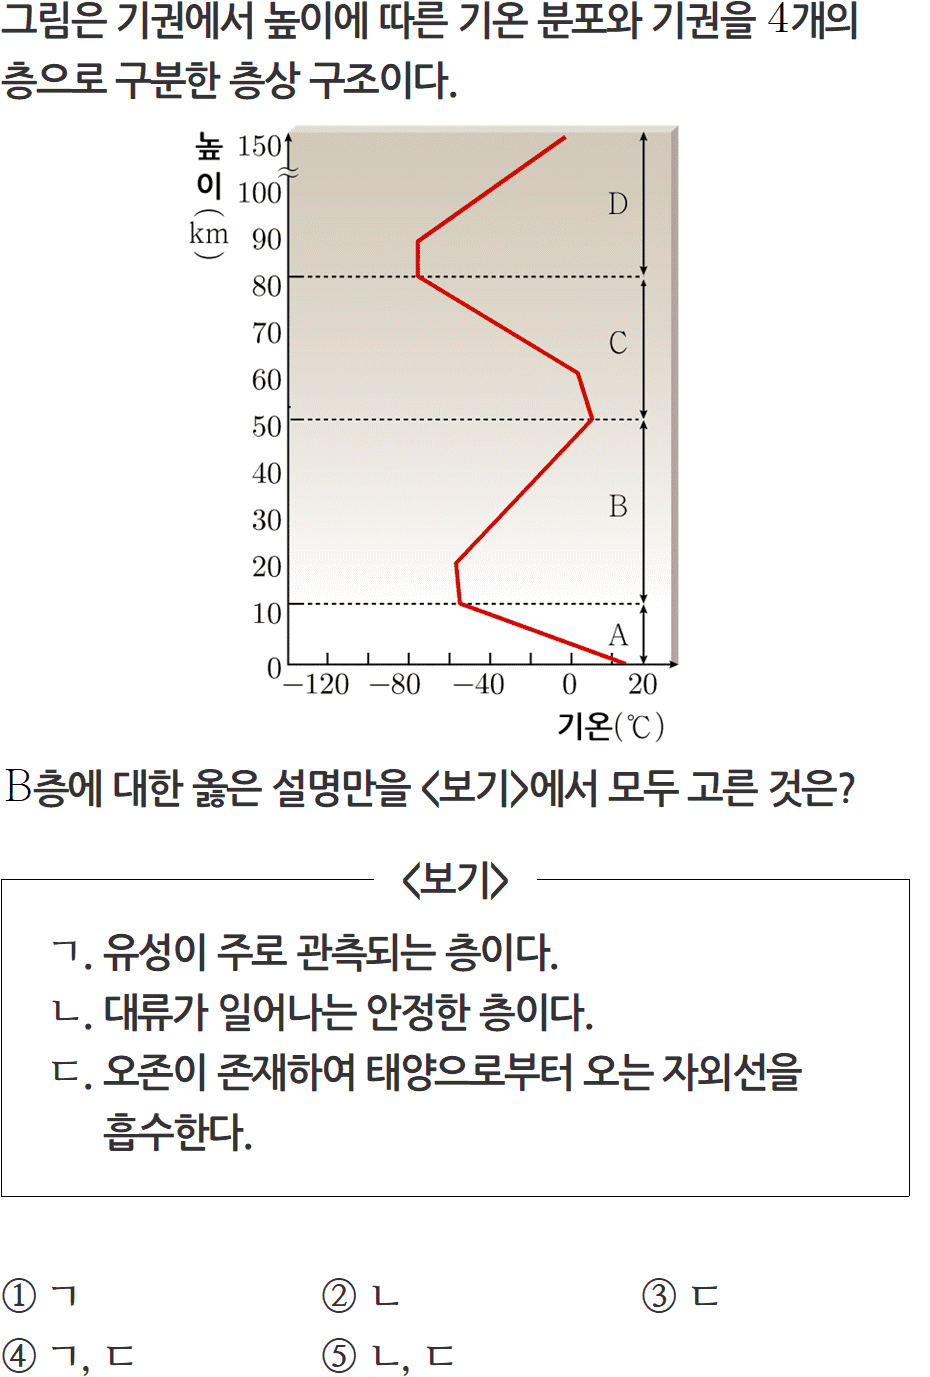 그림은 기권에서 높이에 따른 기온 분포와 기권을 4개의
층으로 구분한 층상 구조이다.
높이(km)
150
100
90
80
70
60
50
40
30
20
10
0
D
C
B
A
−120 −80 −40 0 20
기온(℃)
B층에 대한 옳은 설명만을 <보기>에서 모두 고른 것은?
<보기>
ㄱ. 유성이 주로 관측되는 층이다.
ㄴ. 대류가 일어나는 안정한 층이다.
ㄷ. 오존이 존재하여 태양으로부터 오는 자외선을
흡수한다.
① ㄱ ② ㄴ ③ ㄷ
④ ㄱ, ㄷ ⑤ ㄴ, ㄷ